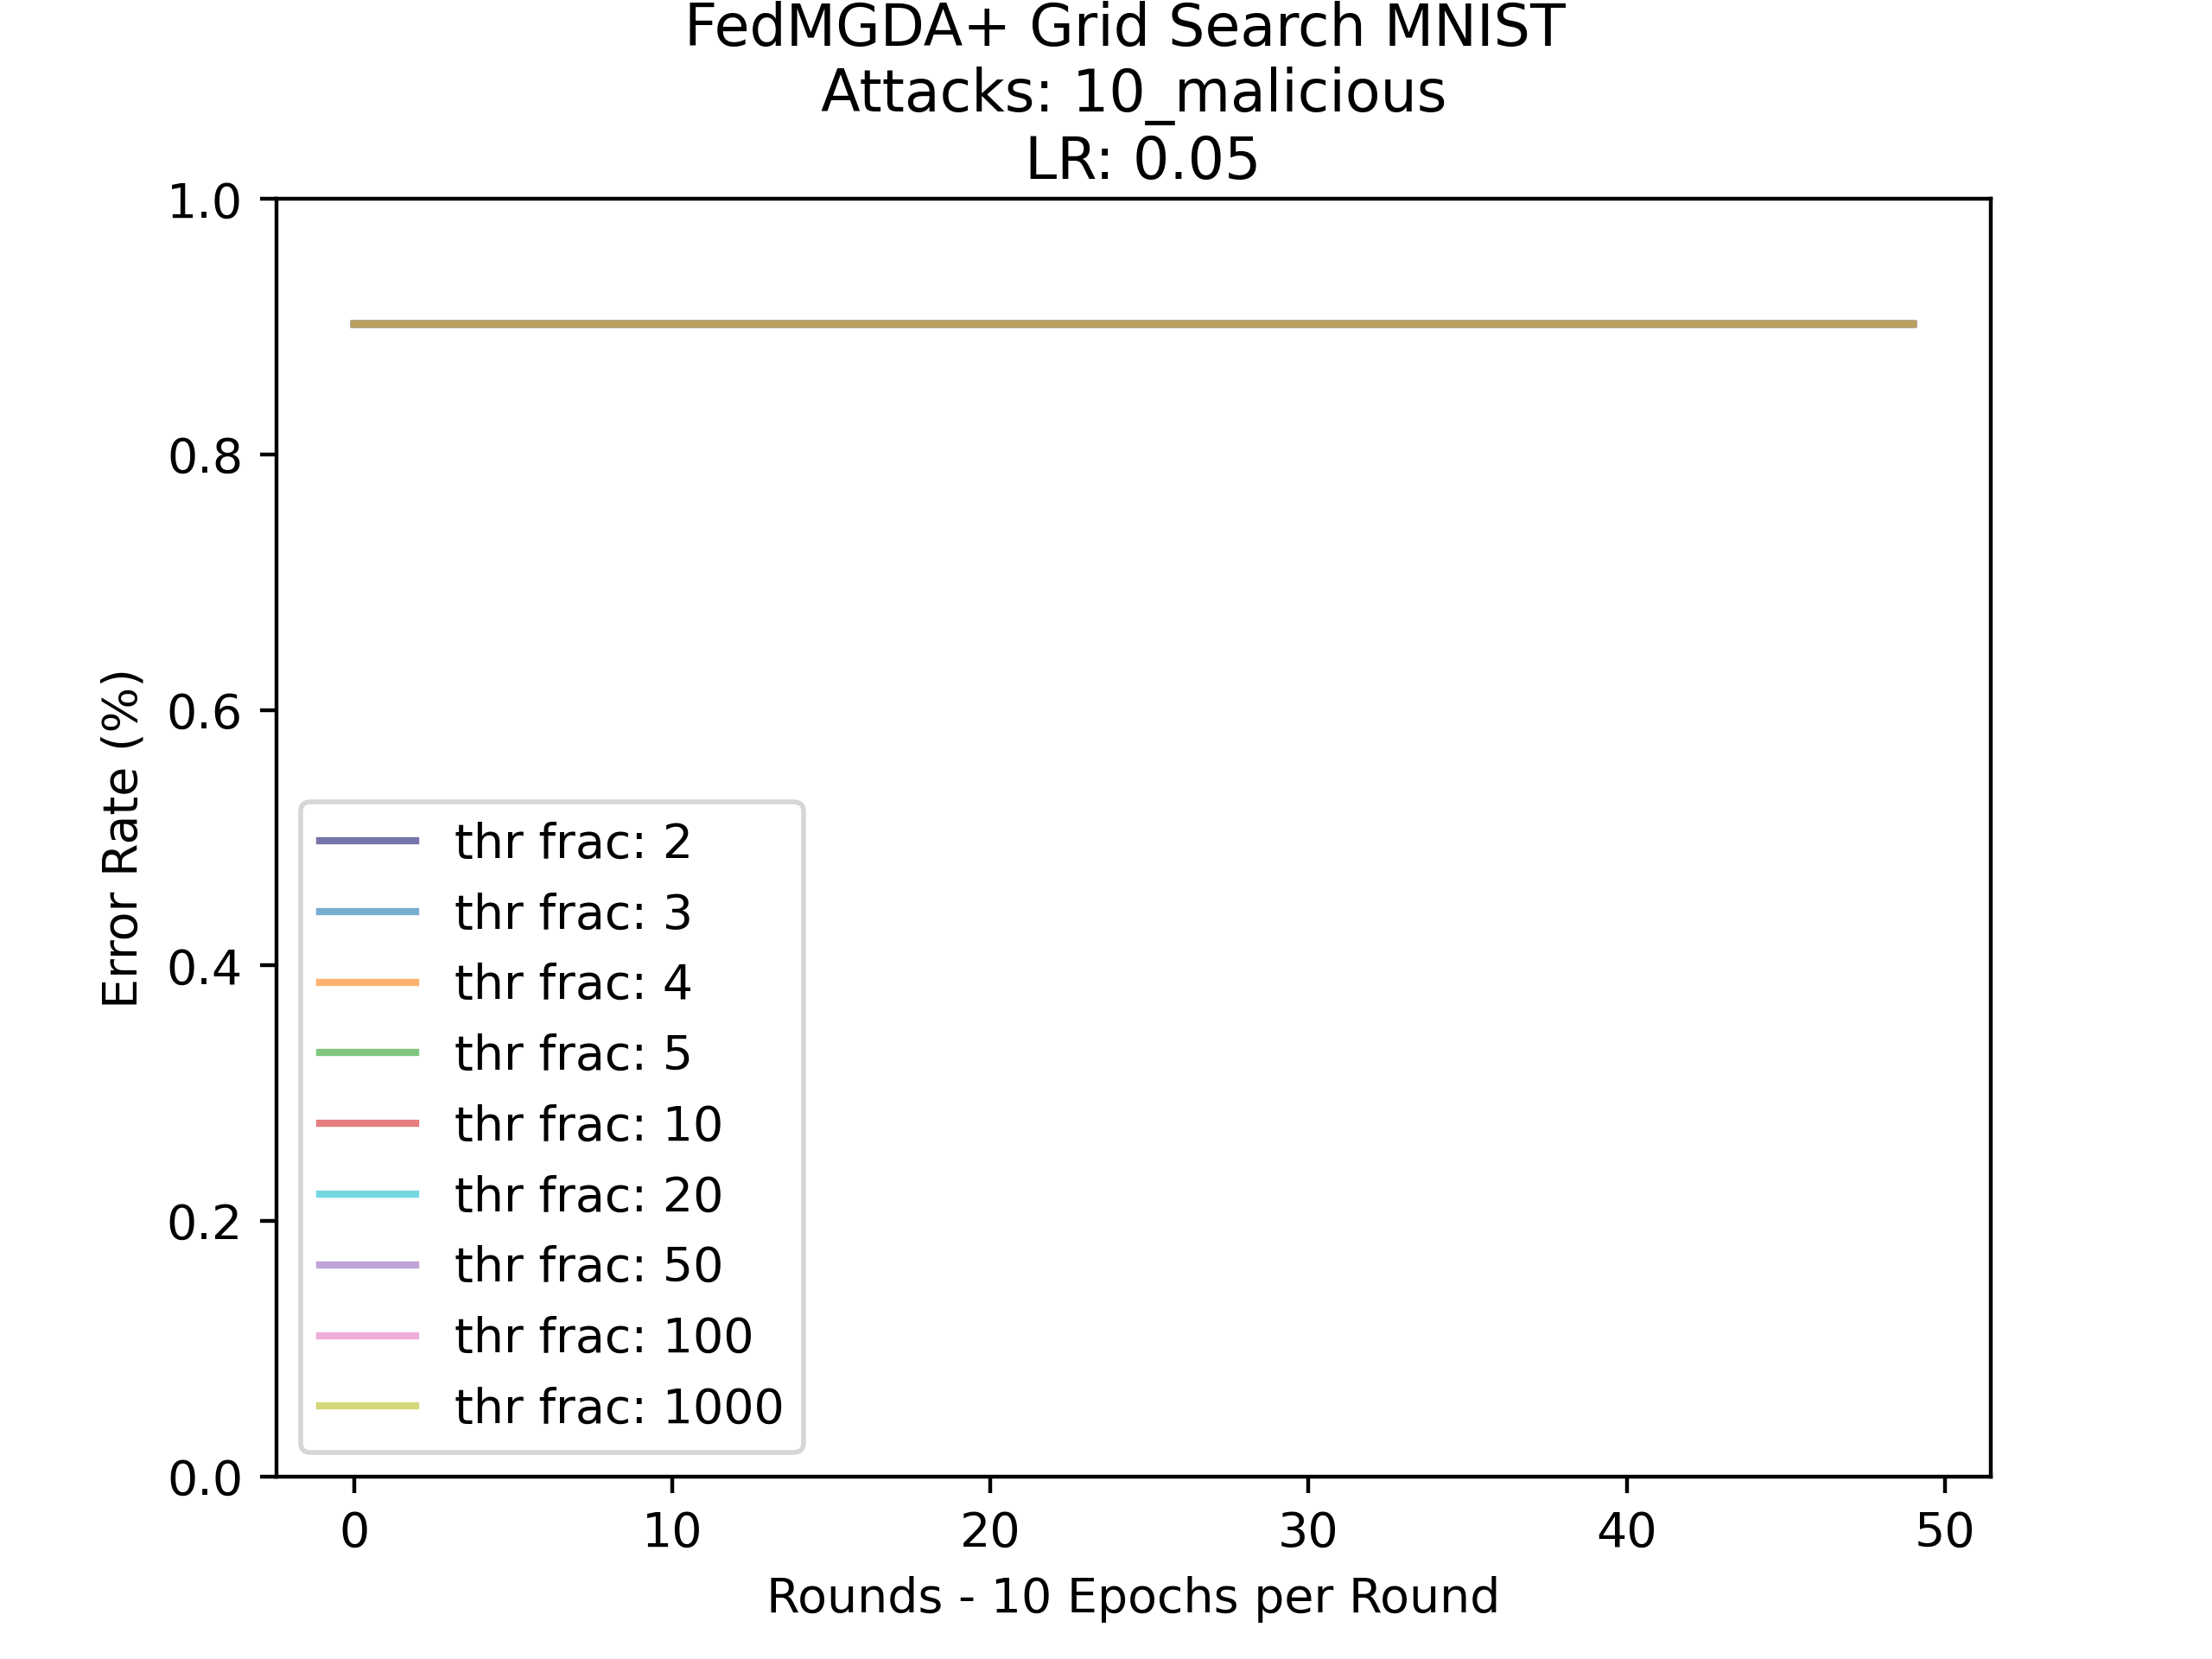 FedMGDA+ Grid Search MNIST
Attacks: 10_malicious
LR: 0.05
1.0
0.8
0.6
0.4
0.2
0.0
Error Rate (%)
thr frac: 2
thr frac: 3
thr frac: 4
thr frac: 5
thr frac: 10
thr frac: 20
thr frac: 50
thr frac: 100
thr frac: 1000
0 10 20 30 40 50
Rounds - 10 Epochs per Round